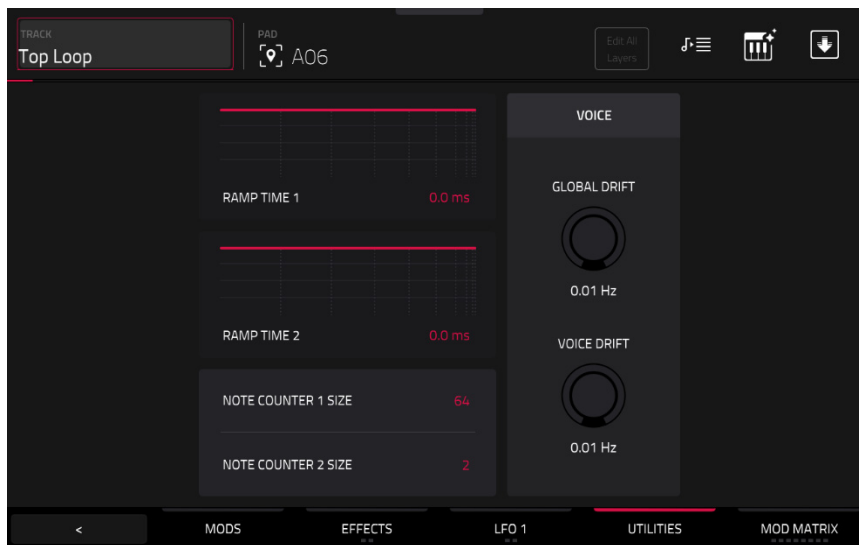 TRACK
Top Loop
PAD
A06
Edit All
Layers
RAMP TIME 1 0.0 ms
RAMP TIME 2 0.0 ms
NOTE COUNTER 1 SIZE 64
NOTE COUNTER 2 SIZE 2
VOICE
GLOBAL DRIFT
0.01 Hz
VOICE DRIFT
0.01 Hz
< MODS EFFECTS LFO 1 UTILITIES MOD MATRIX